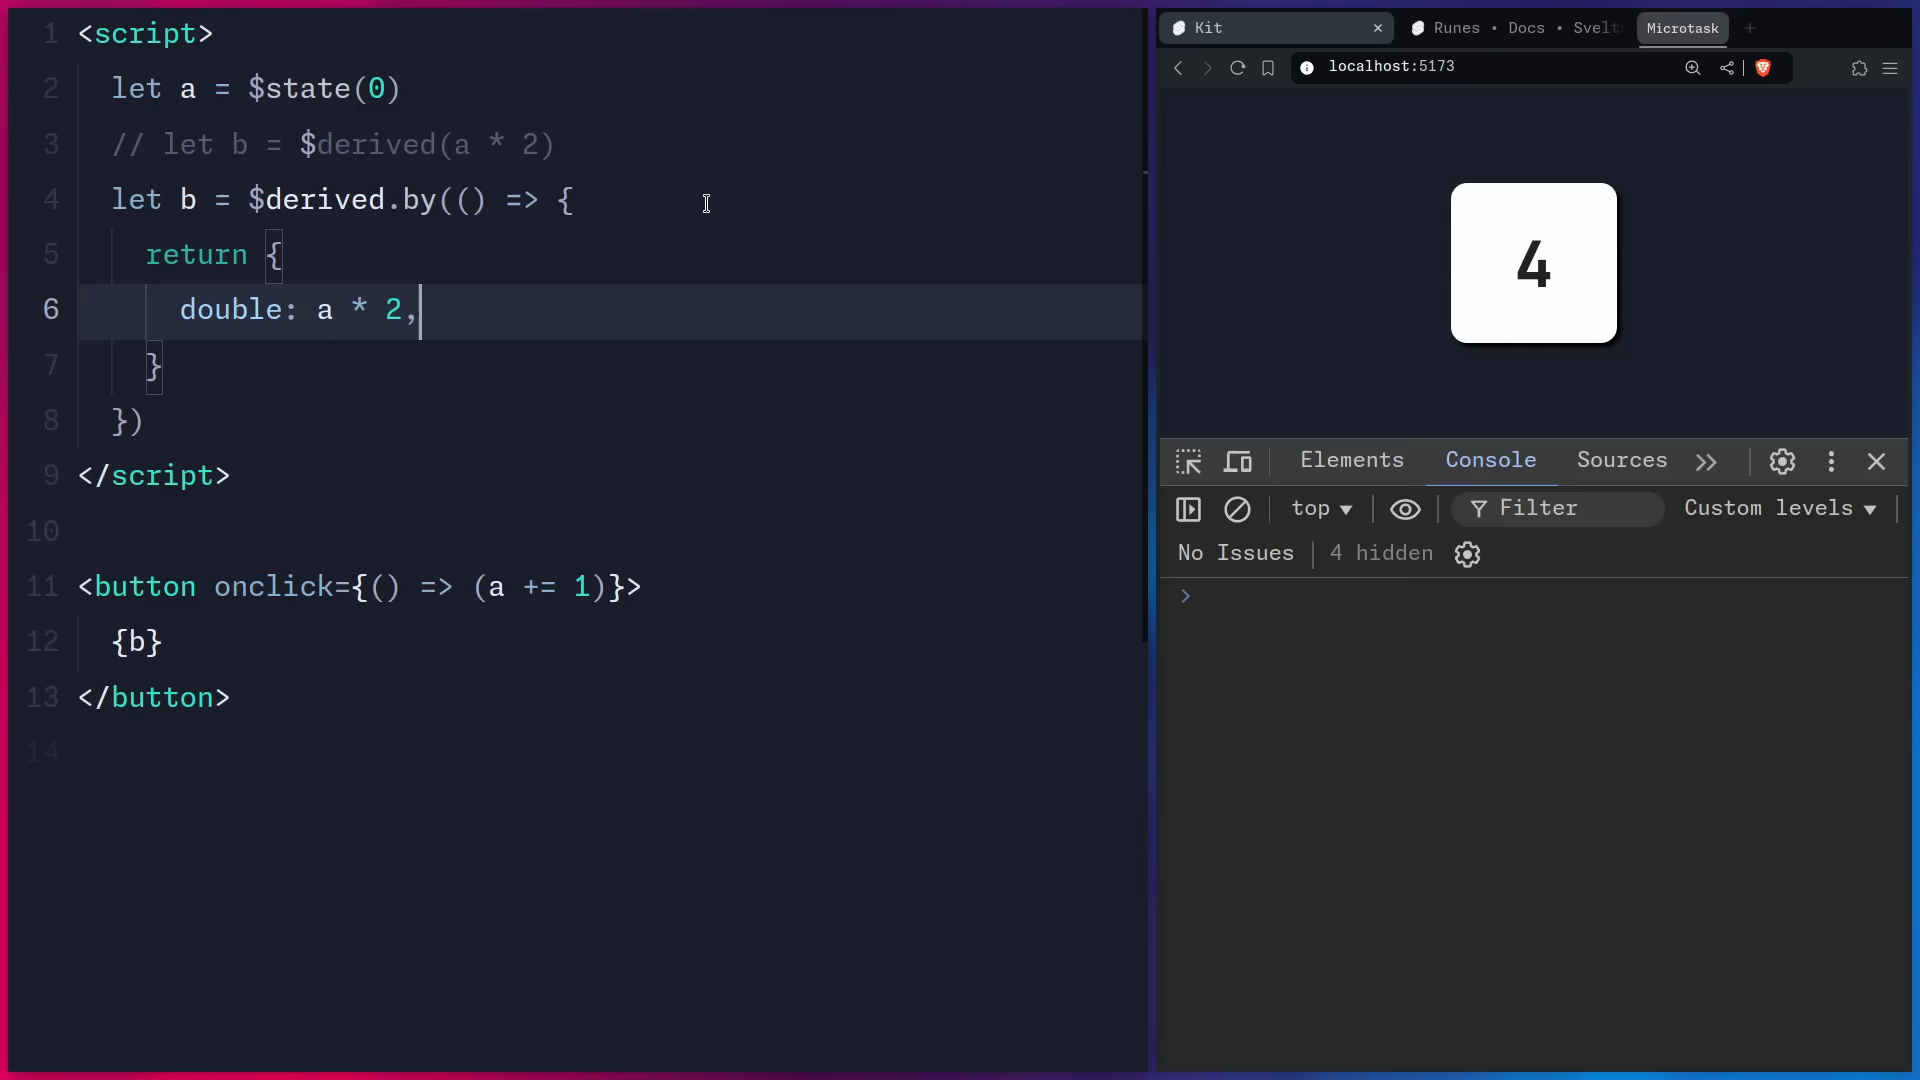 1 <script>
2 let a = $state(0)
3 // let b = $derived(a * 2)
4 let b = $derived.by(() => {
5 return {
6 double: a * 2,
7 }
8 })
9 </script>
10
11 <button onclick={() => (a += 1)}>
12 {b}
13 </button>
14
Kit
Runes • Docs • Svelt
Microtask
localhost:5173
4
Elements Console Sources
top Filter Custom levels
No Issues 4 hidden